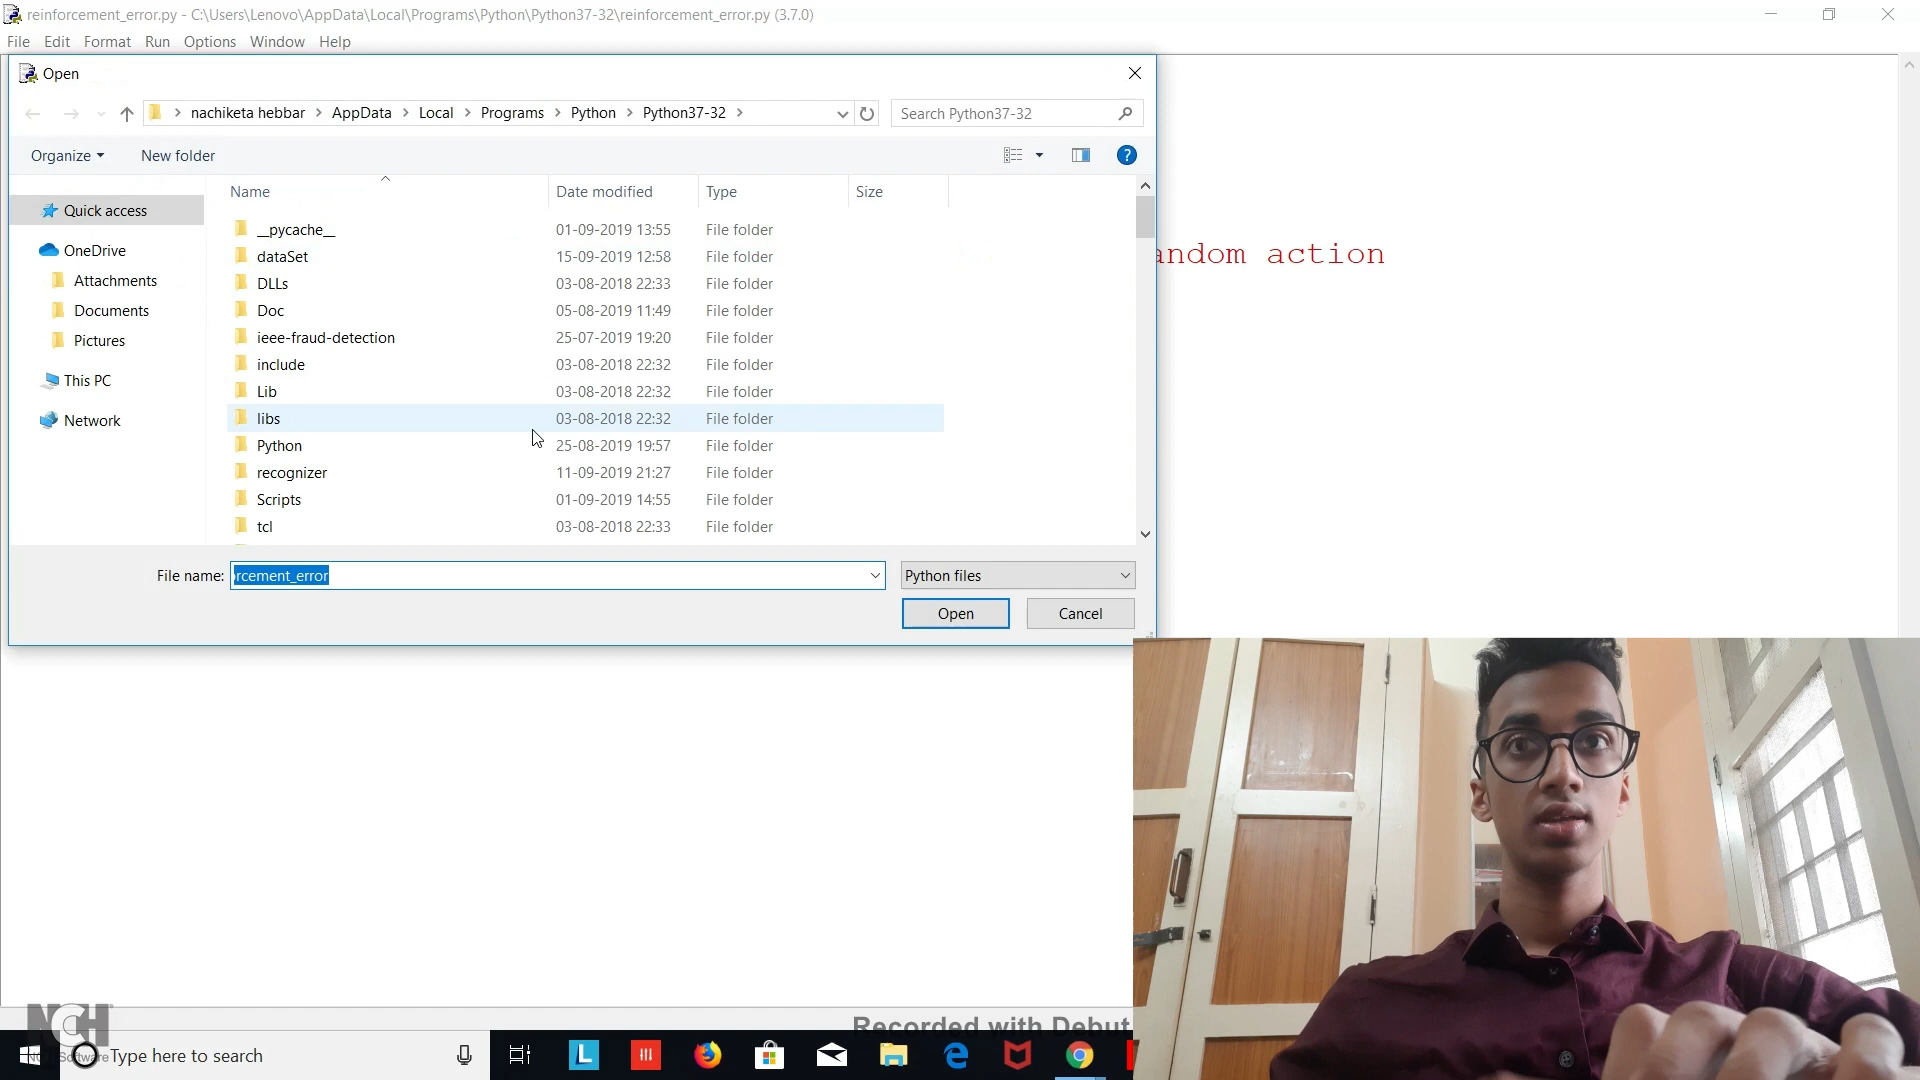 reinforcement_error.py - C:\Users\Lenovo\AppData\Local\Programs\Python\Python37-32\reinforcement_error.py (3.7.0)
File Edit Format Run Options Window Help
Open
nachiketa hebbar > AppData > Local > Programs > Python > Python37-32 >
Search Python37-32
Organize
New folder
Name Date modified Type Size
Quick access
OneDrive
Attachments
Documents
Pictures
This PC
Network
__pycache__ 01-09-2019 13:55 File folder
dataSet 15-09-2019 12:58 File folder
DLLs 03-08-2018 22:33 File folder
Doc 05-08-2019 11:49 File folder
ieee-fraud-detection 25-07-2019 19:20 File folder
include 03-08-2018 22:32 File folder
Lib 03-08-2018 22:32 File folder
libs 03-08-2018 22:32 File folder
Python 25-08-2019 19:57 File folder
recognizer 11-09-2019 21:27 File folder
Scripts 01-09-2019 14:55 File folder
tcl 03-08-2018 22:33 File folder
andom action
File name: rcement_error
Python files
Open Cancel
NCH
Software
Recorded with Debut
Type here to search